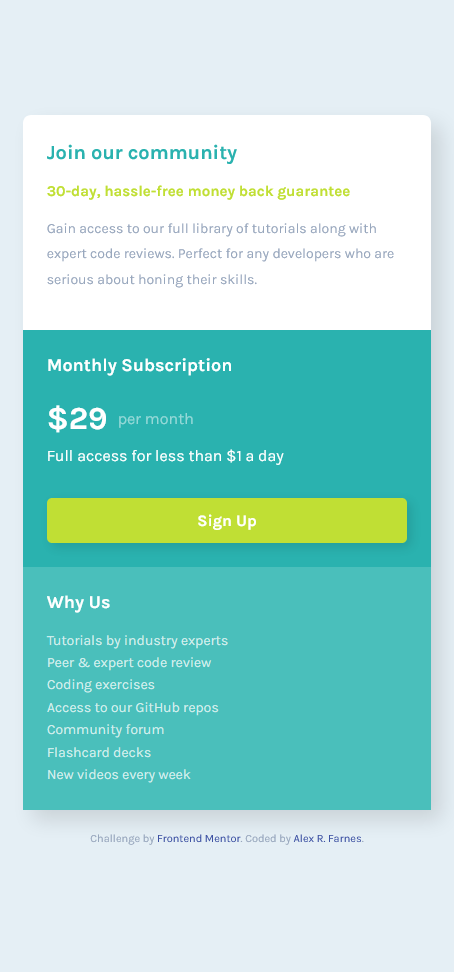 Join our community
30-day, hassle-free money back guarantee
Gain access to our full library of tutorials along with
expert code reviews. Perfect for any developers who are
serious about honing their skills.
Monthly Subscription
$29 per month
Full access for less than $1 a day
Sign Up
Why Us
Tutorials by industry experts
Peer & expert code review
Coding exercises
Access to our GitHub repos
Community forum
Flashcard decks
New videos every week
Challenge by Frontend Mentor. Coded by Alex R. Farnes.